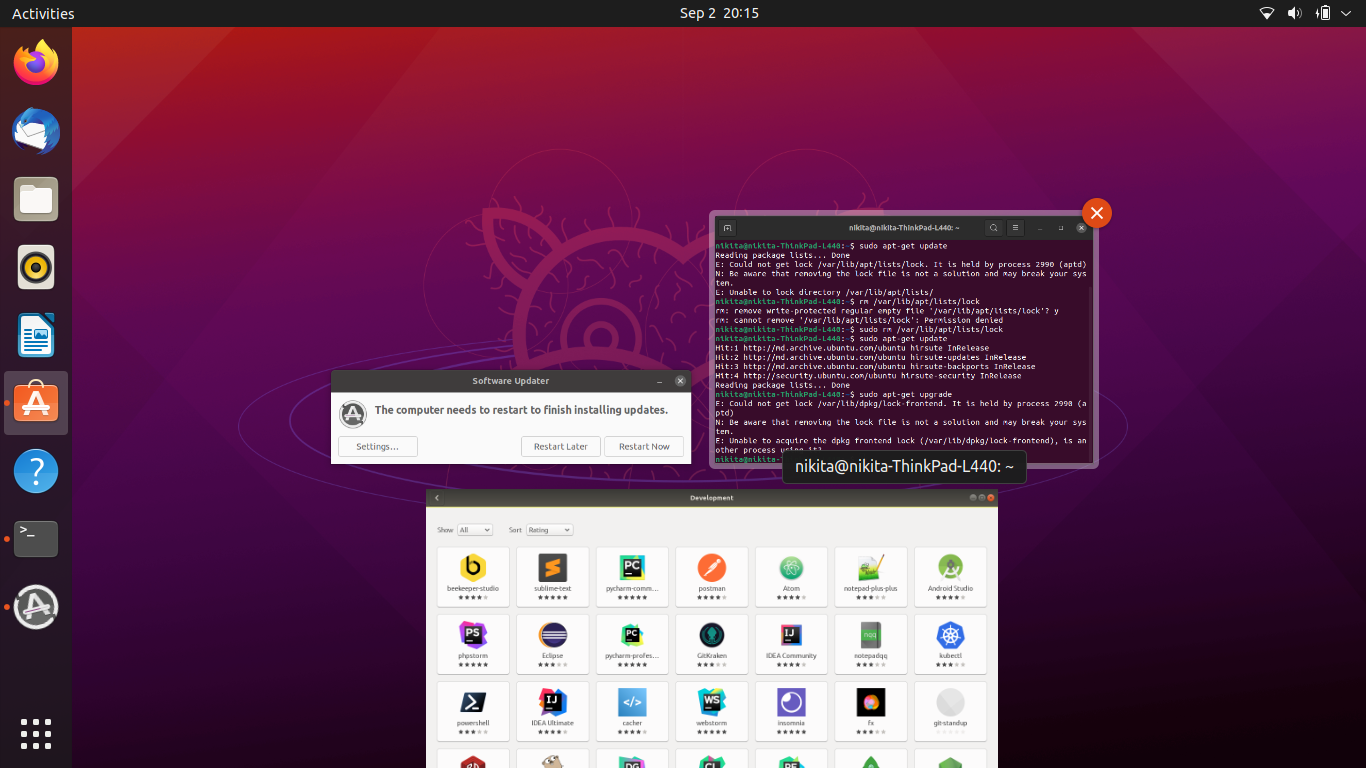 Activities
Sep 2 20:15
nikita@nikita-ThinkPad-L440: ~
nikita@nikita-ThinkPad-L440:~$ sudo apt-get update
Reading package lists... Done
E: Could not get lock /var/lib/apt/lists/lock. It is held by process 2990 (aptd)
N: Be aware that removing the lock file is not a solution and may break your sys
tem.
E: Unable to lock directory /var/lib/apt/lists/
nikita@nikita-ThinkPad-L440:~$ rm /var/lib/apt/lists/lock
rm: remove write-protected regular empty file '/var/lib/apt/lists/lock'? y
rm: cannot remove '/var/lib/apt/lists/lock': Permission denied
nikita@nikita-ThinkPad-L440:~$ sudo rm /var/lib/apt/lists/lock
nikita@nikita-ThinkPad-L440:~$ sudo apt-get update
Hit:1 http://md.archive.ubuntu.com/ubuntu hirsute InRelease
Hit:2 http://md.archive.ubuntu.com/ubuntu hirsute-updates InRelease
Hit:3 http://md.archive.ubuntu.com/ubuntu hirsute-backports InRelease
Hit:4 http://security.ubuntu.com/ubuntu hirsute-security InRelease
Reading package lists... Done
nikita@nikita-ThinkPad-L440:~$ sudo apt-get upgrade
E: Could not get lock /var/lib/dpkg/lock-frontend. It is held by process 2990 (a
ptd)
N: Be aware that removing the lock file is not a solution and may break your sys
tem.
E: Unable to acquire the dpkg frontend lock (/var/lib/dpkg/lock-frontend), is an
other process using it?
nikita@nikita-
nikita@nikita-ThinkPad-L440: ~
Software Updater
The computer needs to restart to finish installing updates.
Settings...
Restart Later
Restart Now
Development
Show All Sort Rating
beekeeper-studio
sublime-text
pycharm-comm...
postman
Atom
notepad-plus-plus
Android Studio
phpstorm
Eclipse
pycharm-profes...
GitKraken
IDEA Community
notepadqq
kubectl
powershell
IDEA Ultimate
cacher
webstorm
insomnia
fx
git-standup